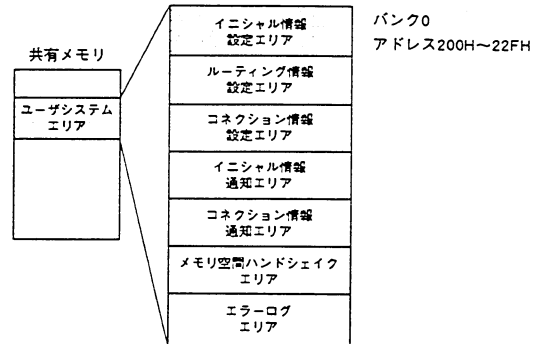 共有メモリ
ユーザシステム
エリア
イニシャル情報
設定エリア
ルーティング情報
設定エリア
コネクション情報
設定エリア
イニシャル情報
通知エリア
コネクション情報
通知エリア
メモリ空間ハンドシェイク
エリア
エラーログ
エリア
バンク0
アドレス200H～22FH